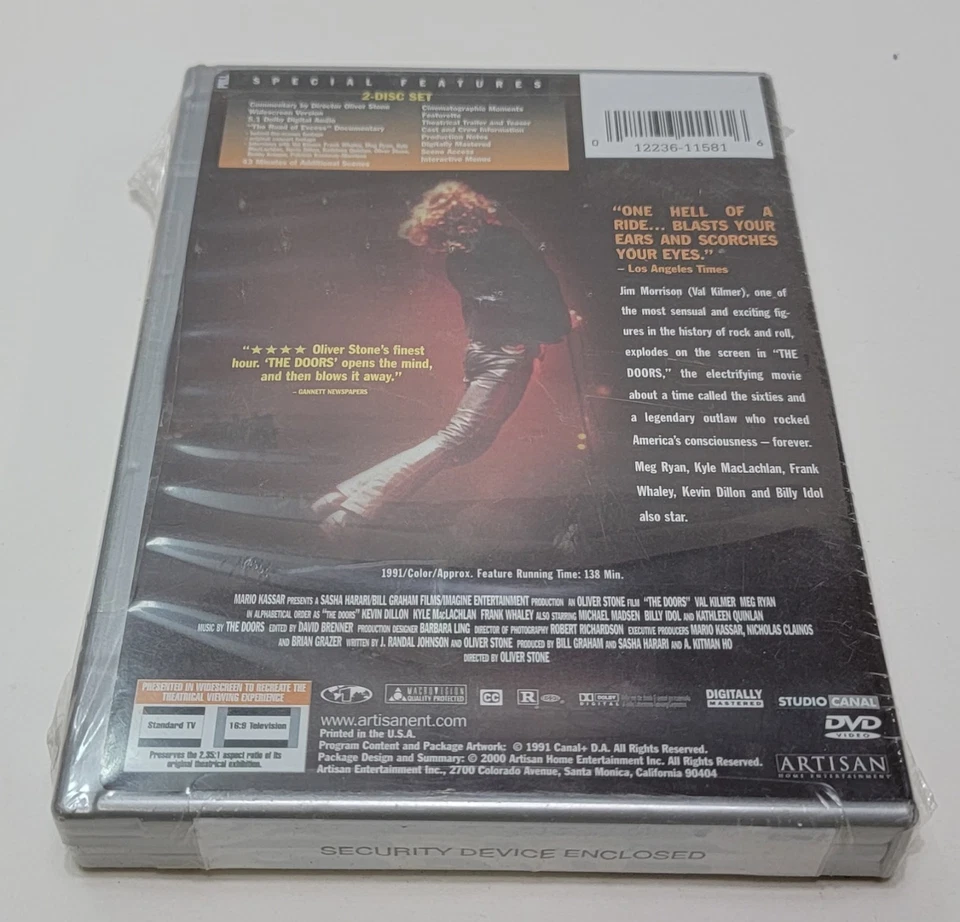 SPECIAL FEATURES
2-DISC SET
Commentary by Director Oliver Stone
Widescreen Version
5.1 Dolby Digital Audio
"The Road of Excess" Documentary
43 Minutes of Additional Scenes
Cinematographic Moments
Featurette
Theatrical Trailer and Teaser
Cast and Crew Information
Production Notes
Digitally Mastered
Scene Access
Interactive Menus
0 12236-11581 6
"ONE HELL OF A
RIDE... BLASTS YOUR
EARS AND SCORCHES
YOUR EYES."
– Los Angeles Times
Jim Morrison (Val Kilmer), one of
the most sensual and exciting fig-
ures in the history of rock and roll,
explodes on the screen in "THE
DOORS," the electrifying movie
about a time called the sixties and
a legendary outlaw who rocked
America's consciousness – forever.
Meg Ryan, Kyle MacLachlan, Frank
Whaley, Kevin Dillon and Billy Idol
also star.
"★★★★ Oliver Stone's finest
hour. 'THE DOORS' opens the mind,
and then blows it away."
– GANNETT NEWSPAPERS
1991/Color/Approx. Feature Running Time: 138 Min.
MARIO KASSAR PRESENTS A SASHA HARARI/BILL GRAHAM FILMS/IMAGINE ENTERTAINMENT PRODUCTION AN OLIVER STONE FILM "THE DOORS" VAL KILMER MEG RYAN
IN ALPHABETICAL ORDER AS "THE DOORS" KEVIN DILLON KYLE MacLACHLAN FRANK WHALEY ALSO STARRING MICHAEL MADSEN BILLY IDOL AND KATHLEEN QUINLAN
MUSIC BY THE DOORS EDITED BY DAVID BRENNER PRODUCTION DESIGNER BARBARA LING DIRECTOR OF PHOTOGRAPHY ROBERT RICHARDSON EXECUTIVE PRODUCERS MARIO KASSAR, NICHOLAS CLAINOS
AND BRIAN GRAZER WRITTEN BY J. RANDAL JOHNSON AND OLIVER STONE PRODUCED BY BILL GRAHAM AND SASHA HARARI AND A. KITMAN HO
DIRECTED BY OLIVER STONE
PRESENTED IN WIDESCREEN TO RECREATE THE
THEATRICAL VIEWING EXPERIENCE
Standard TV
16:9 Television
Preserves the 2.35:1 aspect ratio of its
original theatrical exhibition.
MACROVISION
QUALITY PROTECTED
CC
R
DOLBY
DIGITAL
DIGITALLY
MASTERED
STUDIO CANAL
DVD
VIDEO
www.artisanent.com
Printed in the U.S.A.
Program Content and Package Artwork: © 1991 Canal+ D.A. All Rights Reserved.
Package Design and Summary: © 2000 Artisan Home Entertainment Inc. All Rights Reserved.
Artisan Entertainment Inc., 2700 Colorado Avenue, Santa Monica, California 90404
ARTISAN
HOME ENTERTAINMENT
SECURITY DEVICE ENCLOSED